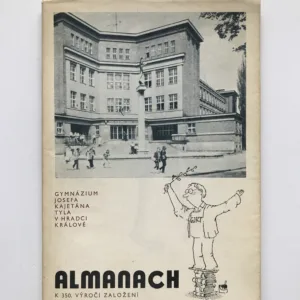 GYMNÁZIUM
JOSEFA
KAJETÁNA
TYLA
V HRADCI
KRÁLOVÉ
ALMANACH
K 350. VÝROČÍ ZALOŽENÍ